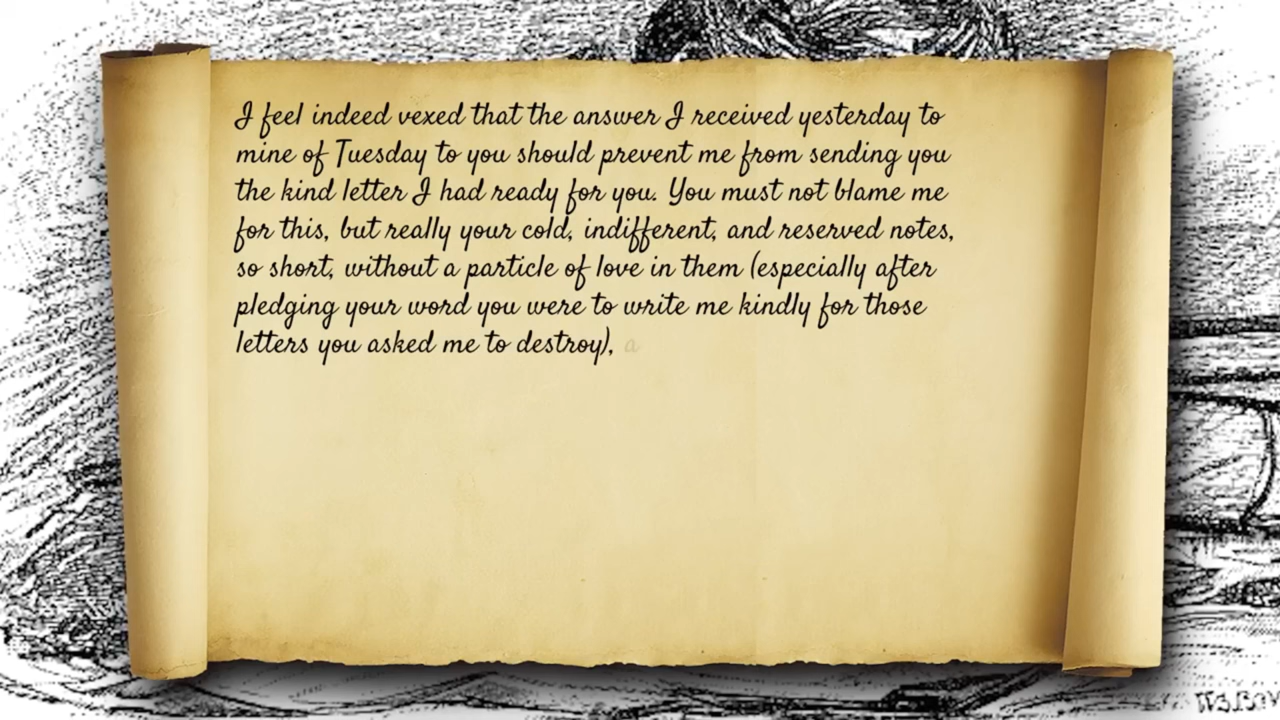 I feel indeed vexed that the answer I received yesterday to
mine of Tuesday to you should prevent me from sending you
the kind letter I had ready for you. You must not blame me
for this, but really your cold, indifferent, and reserved notes,
so short, without a particle of love in them (especially after
pledging your word you were to write me kindly for those
letters you asked me to destroy), a